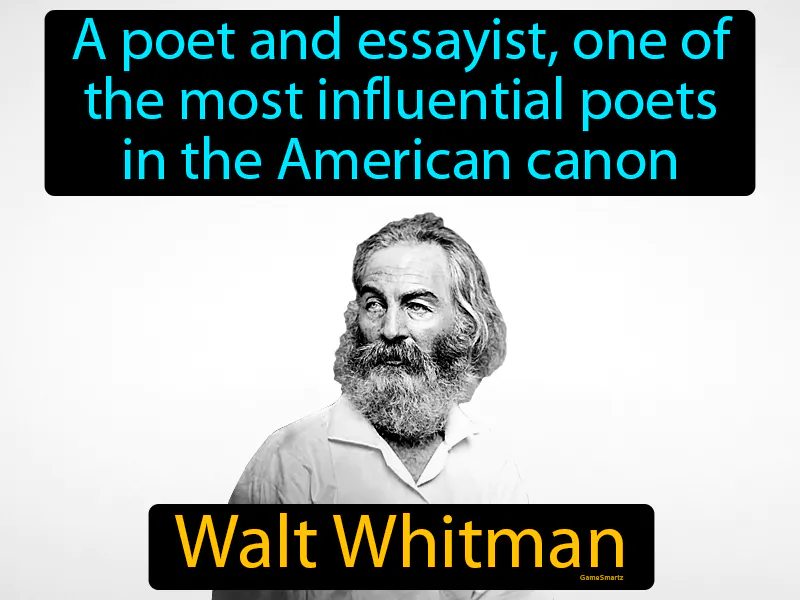 A poet and essayist, one of
the most influential poets
in the American canon
Walt Whitman
GameSmartz